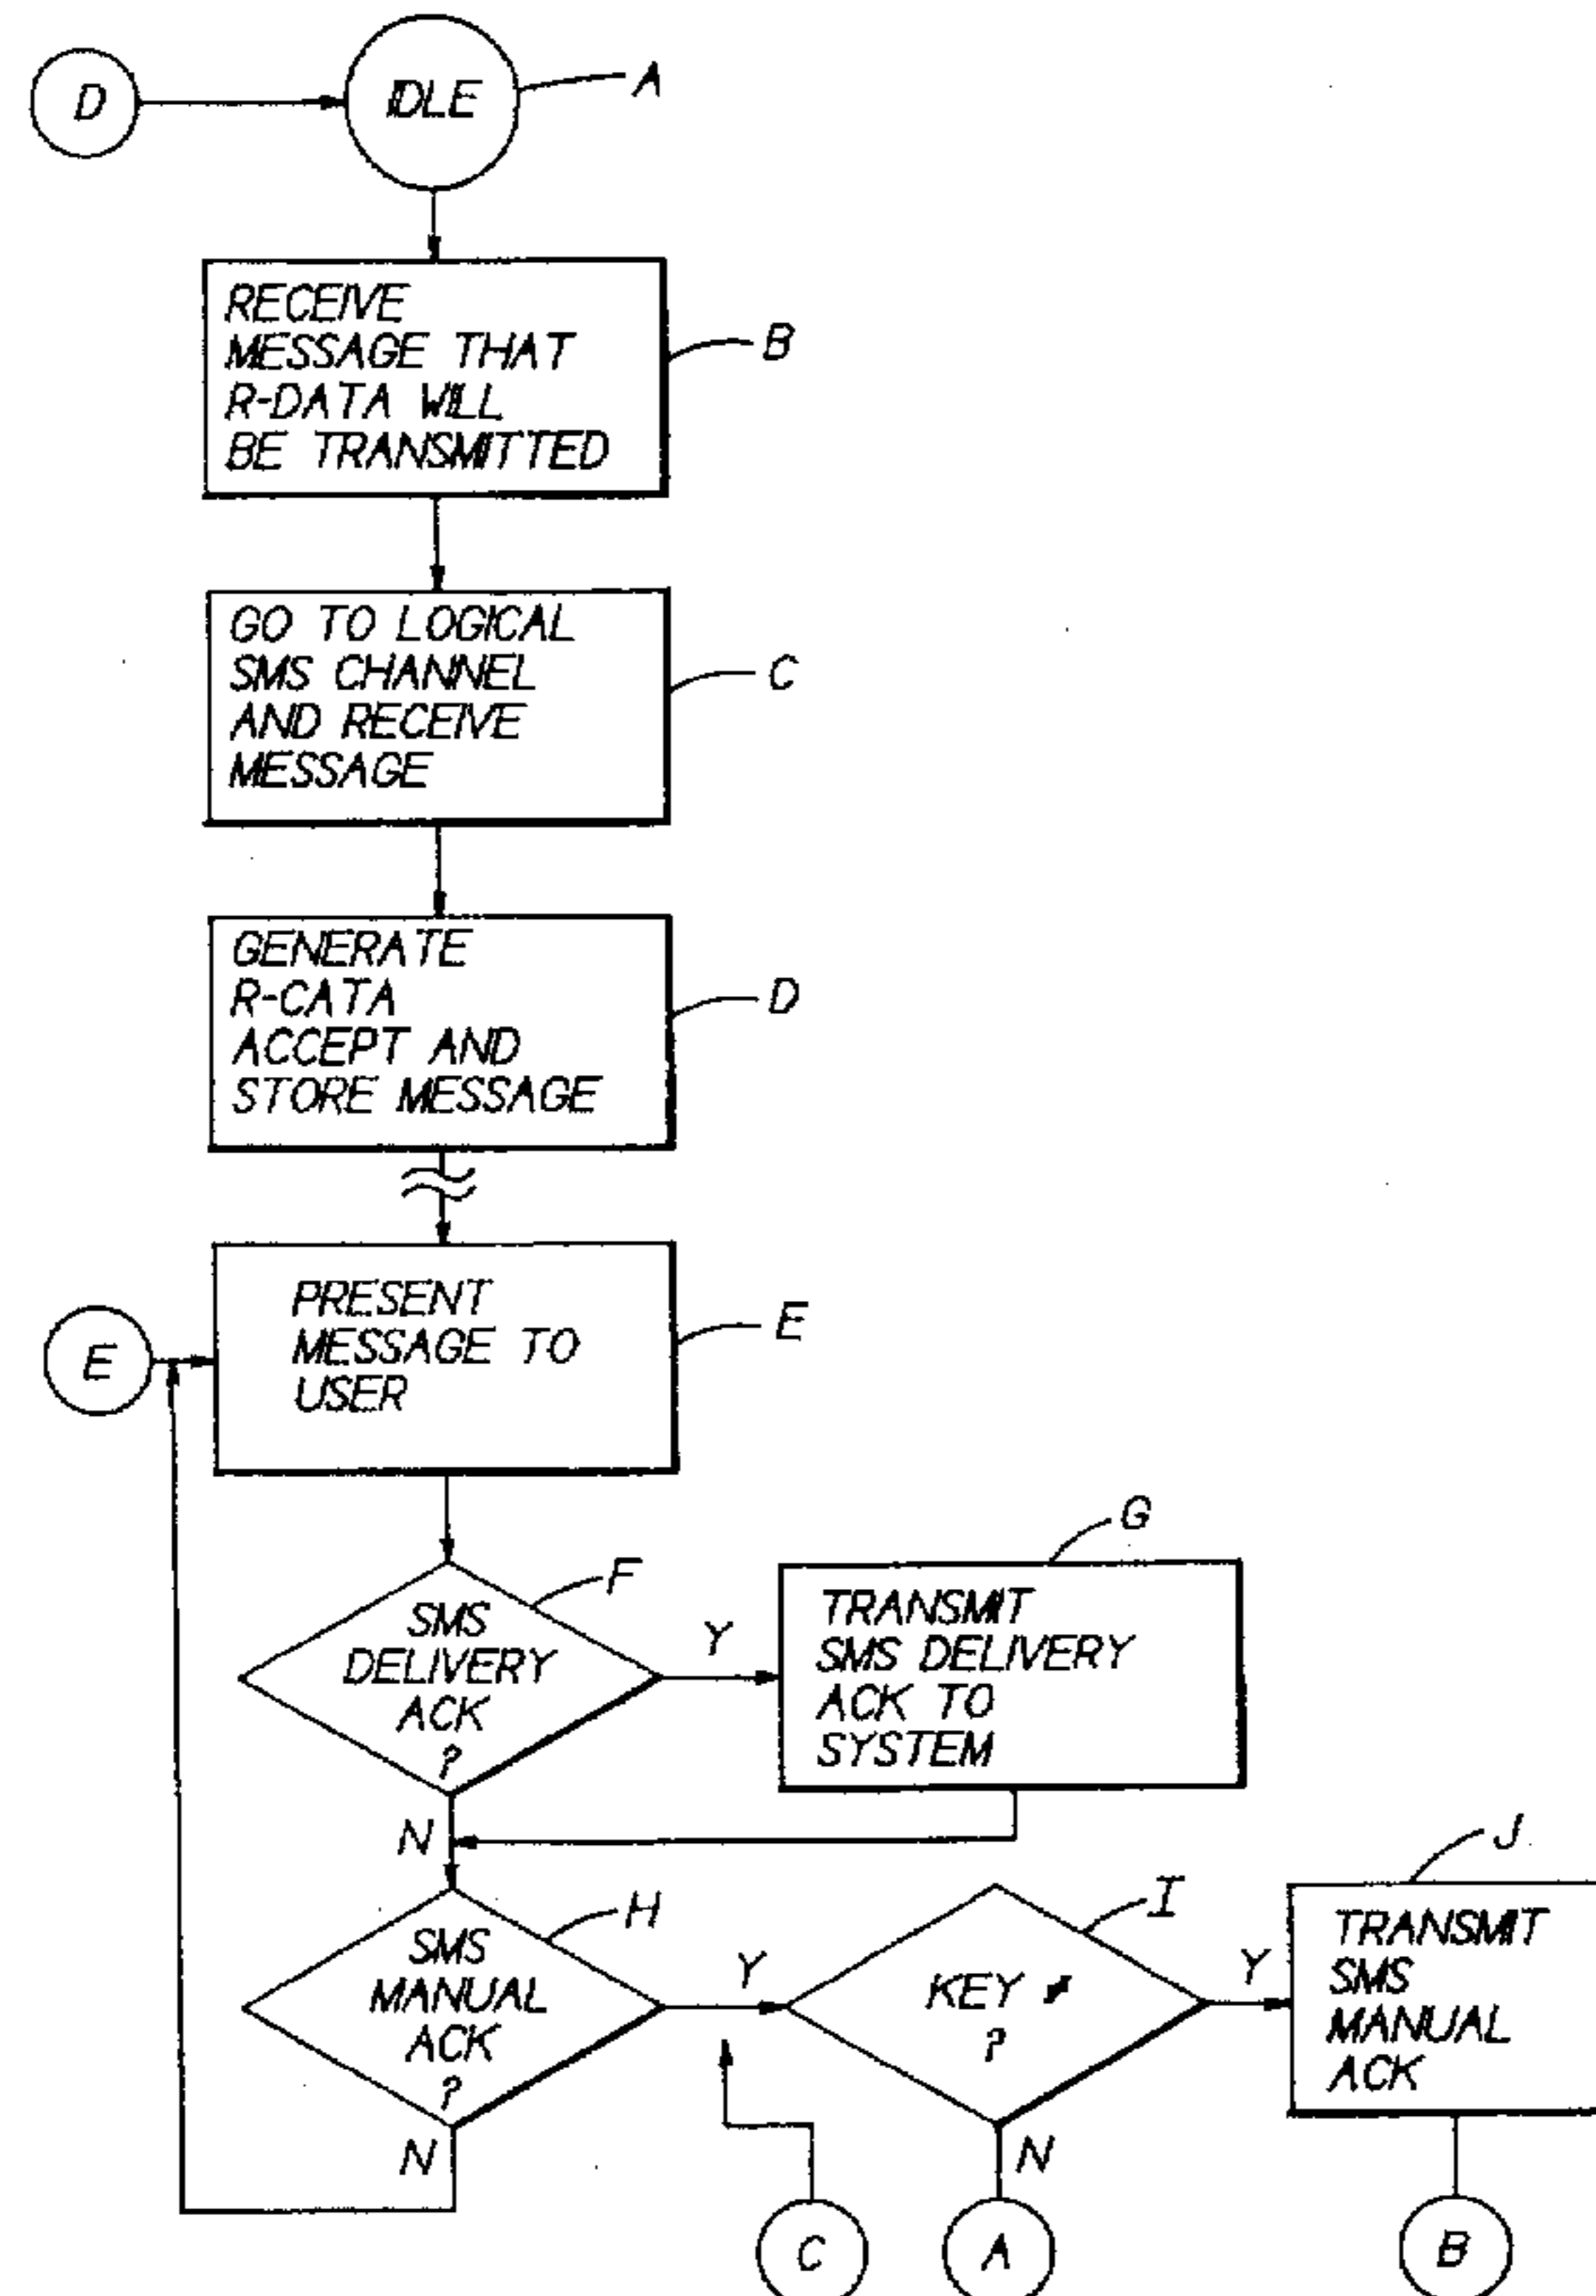 D
IDLE
A
RECEIVE
MESSAGE THAT
R-DATA WILL
BE TRANSMITTED
B
GO TO LOGICAL
SMS CHANNEL
AND RECEIVE
MESSAGE
C
GENERATE
R-CATA
ACCEPT AND
STORE MESSAGE
D
E
PRESENT
MESSAGE TO
USER
E
SMS
DELIVERY
ACK
?
F
Y
N
TRANSMIT
SMS DELIVERY
ACK TO
SYSTEM
G
SMS
MANUAL
ACK
?
H
Y
N
KEY
?
I
Y
N
TRANSMIT
SMS
MANUAL
ACK
J
C
A
B